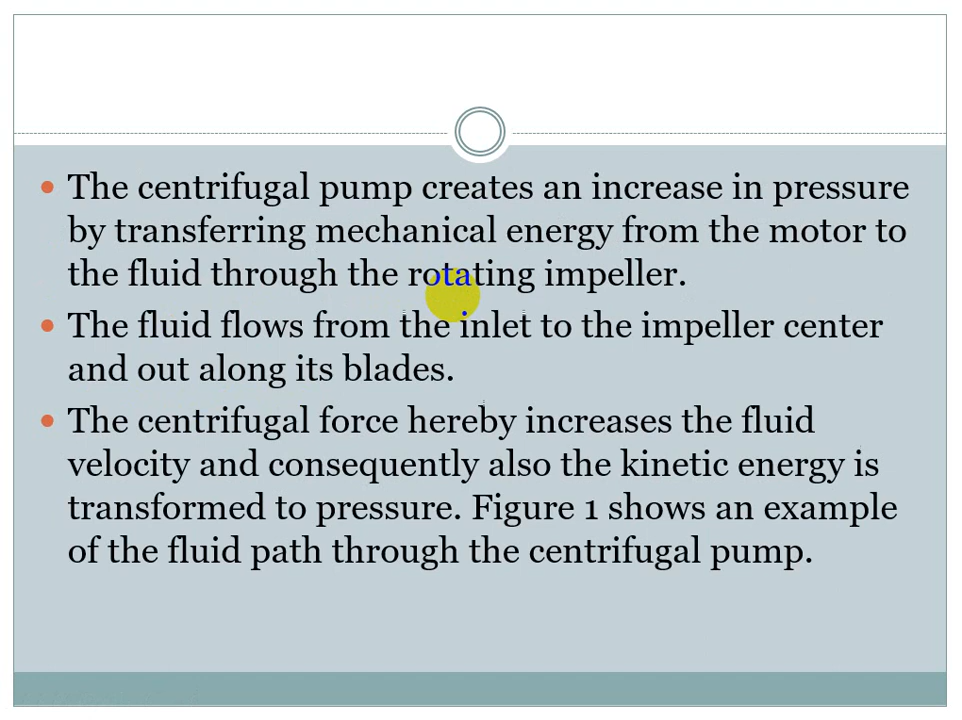 • The centrifugal pump creates an increase in pressure
by transferring mechanical energy from the motor to
the fluid through the rotating impeller.
• The fluid flows from the inlet to the impeller center
and out along its blades.
• The centrifugal force hereby increases the fluid
velocity and consequently also the kinetic energy is
transformed to pressure. Figure 1 shows an example
of the fluid path through the centrifugal pump.